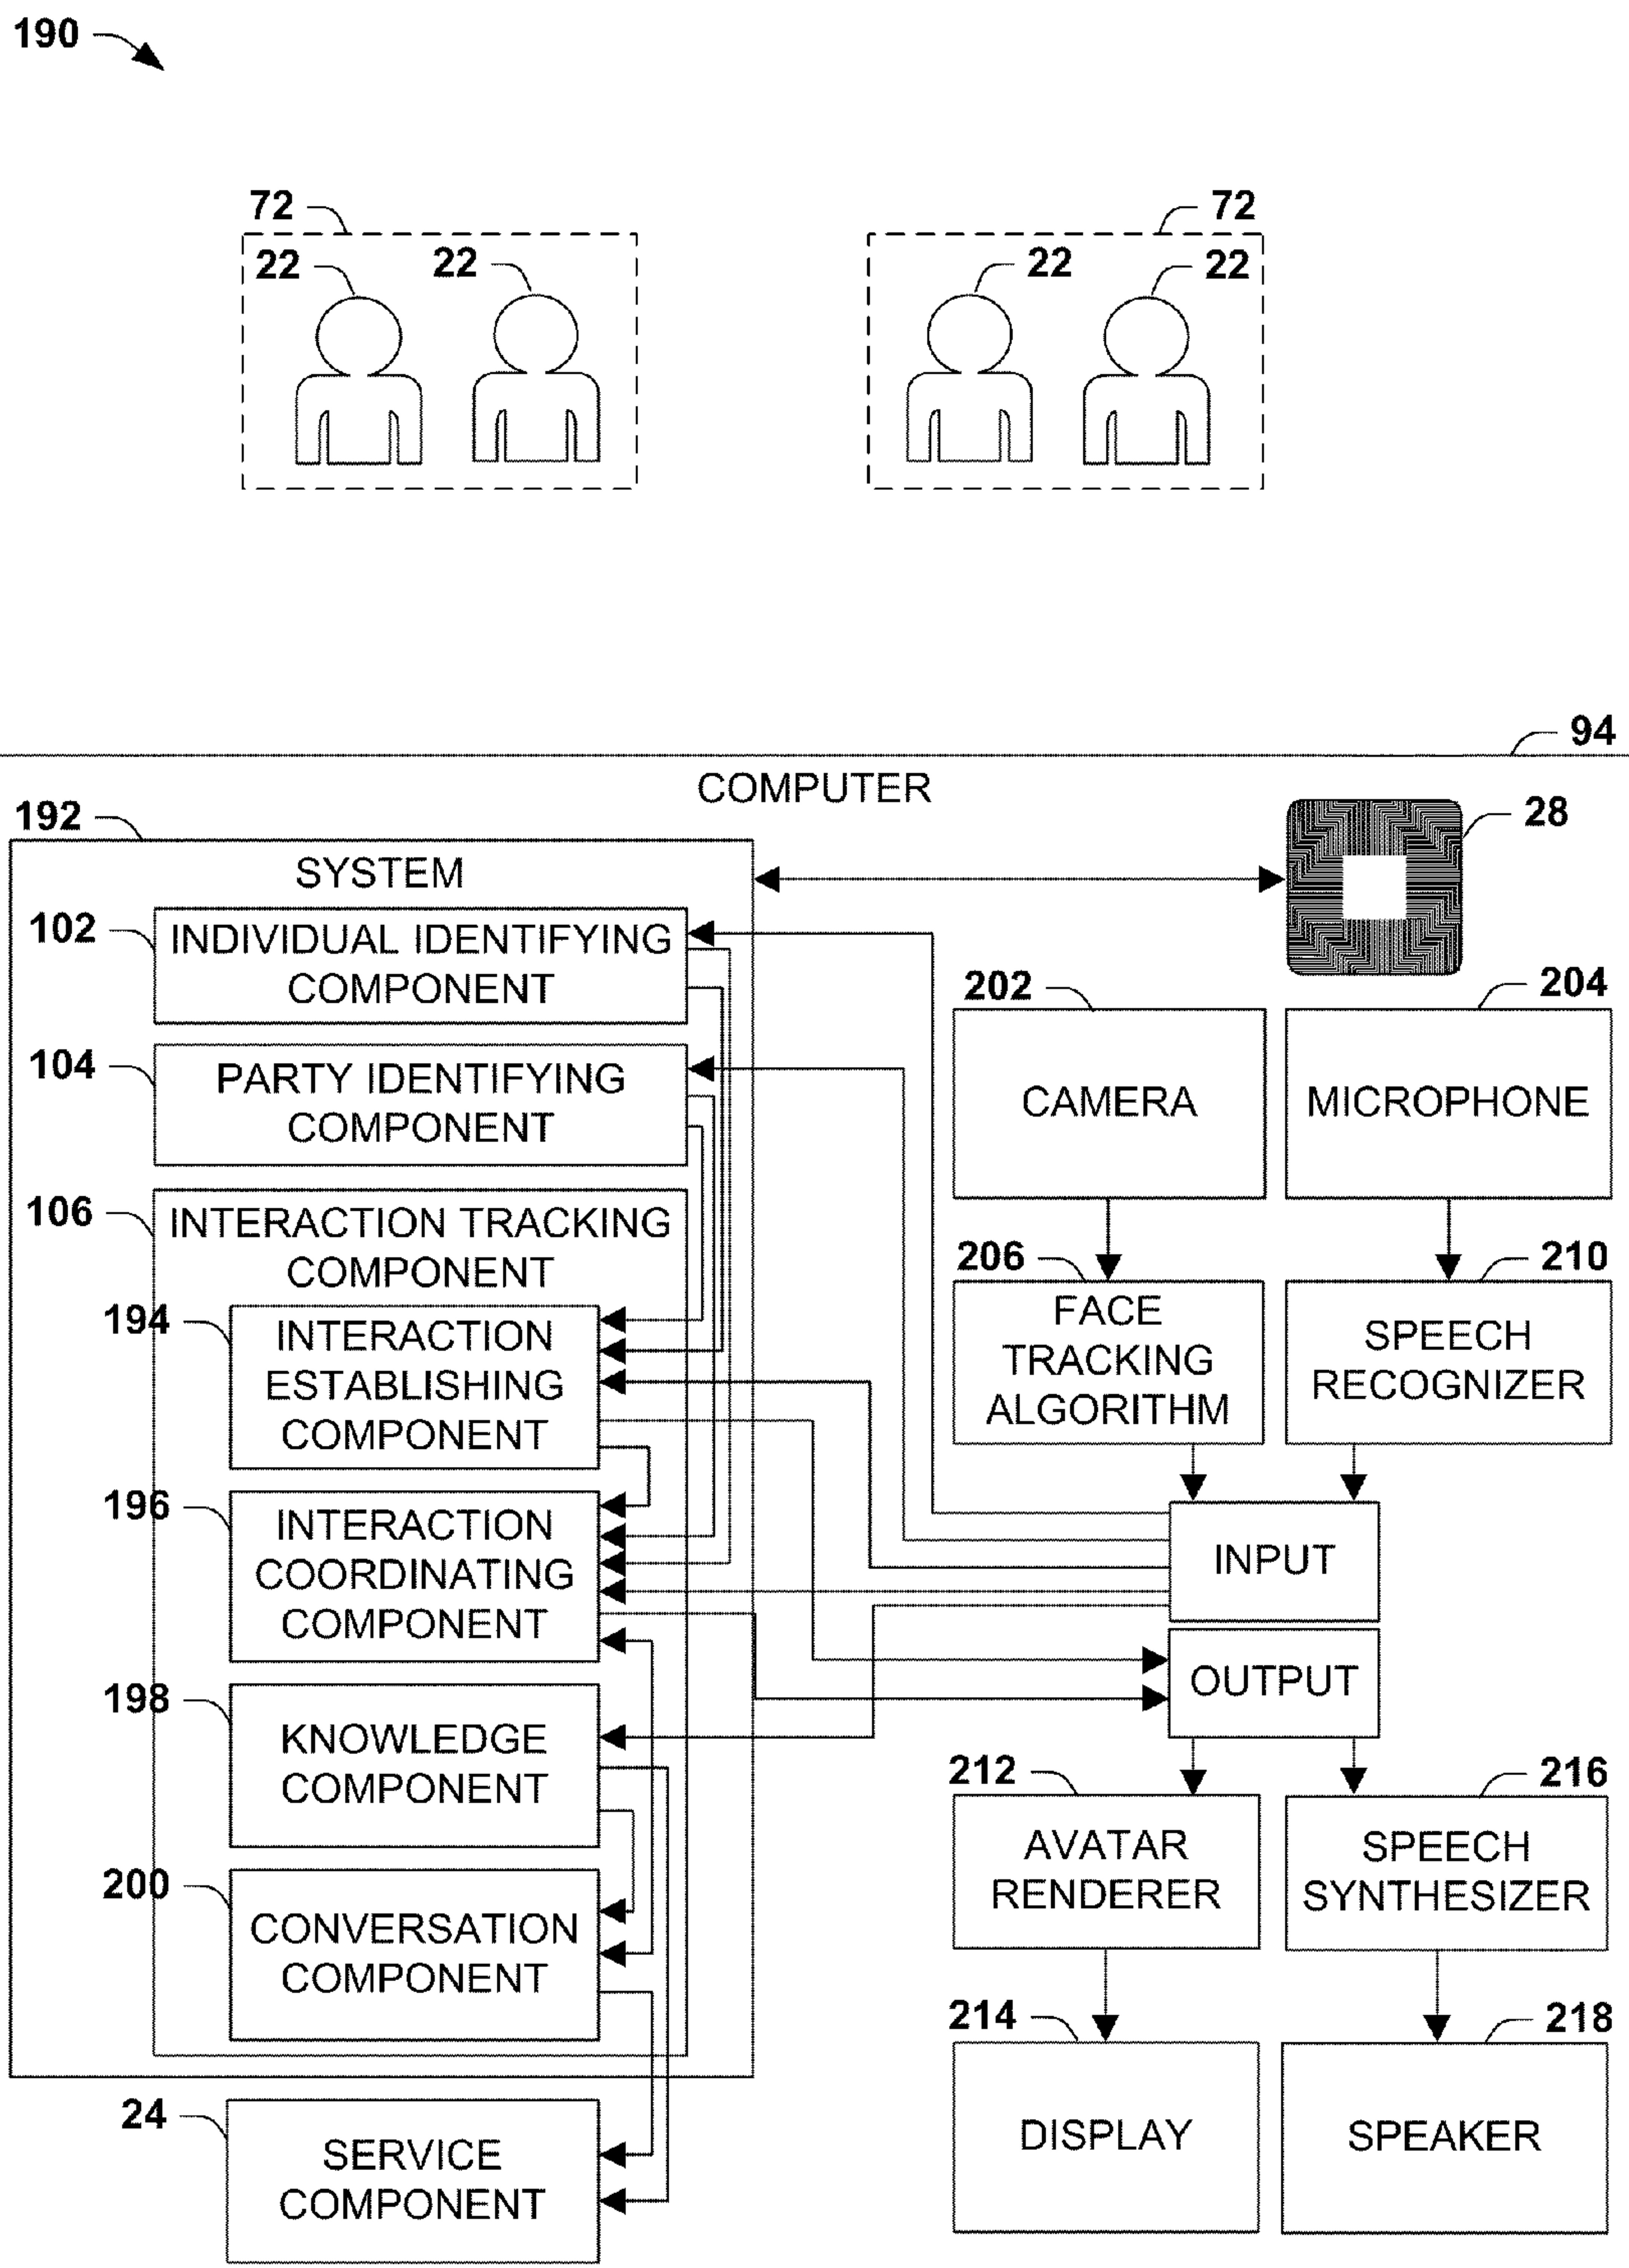 190
72
72
22
22
22
22
94
COMPUTER
192
28
SYSTEM
102
INDIVIDUAL IDENTIFYING
COMPONENT
202
204
104
PARTY IDENTIFYING
COMPONENT
CAMERA
MICROPHONE
106
INTERACTION TRACKING
COMPONENT
206
210
194
INTERACTION
ESTABLISHING
COMPONENT
FACE
TRACKING
ALGORITHM
SPEECH
RECOGNIZER
196
INTERACTION
COORDINATING
COMPONENT
INPUT
OUTPUT
198
KNOWLEDGE
COMPONENT
212
216
AVATAR
RENDERER
SPEECH
SYNTHESIZER
200
CONVERSATION
COMPONENT
214
218
24
SERVICE
COMPONENT
DISPLAY
SPEAKER